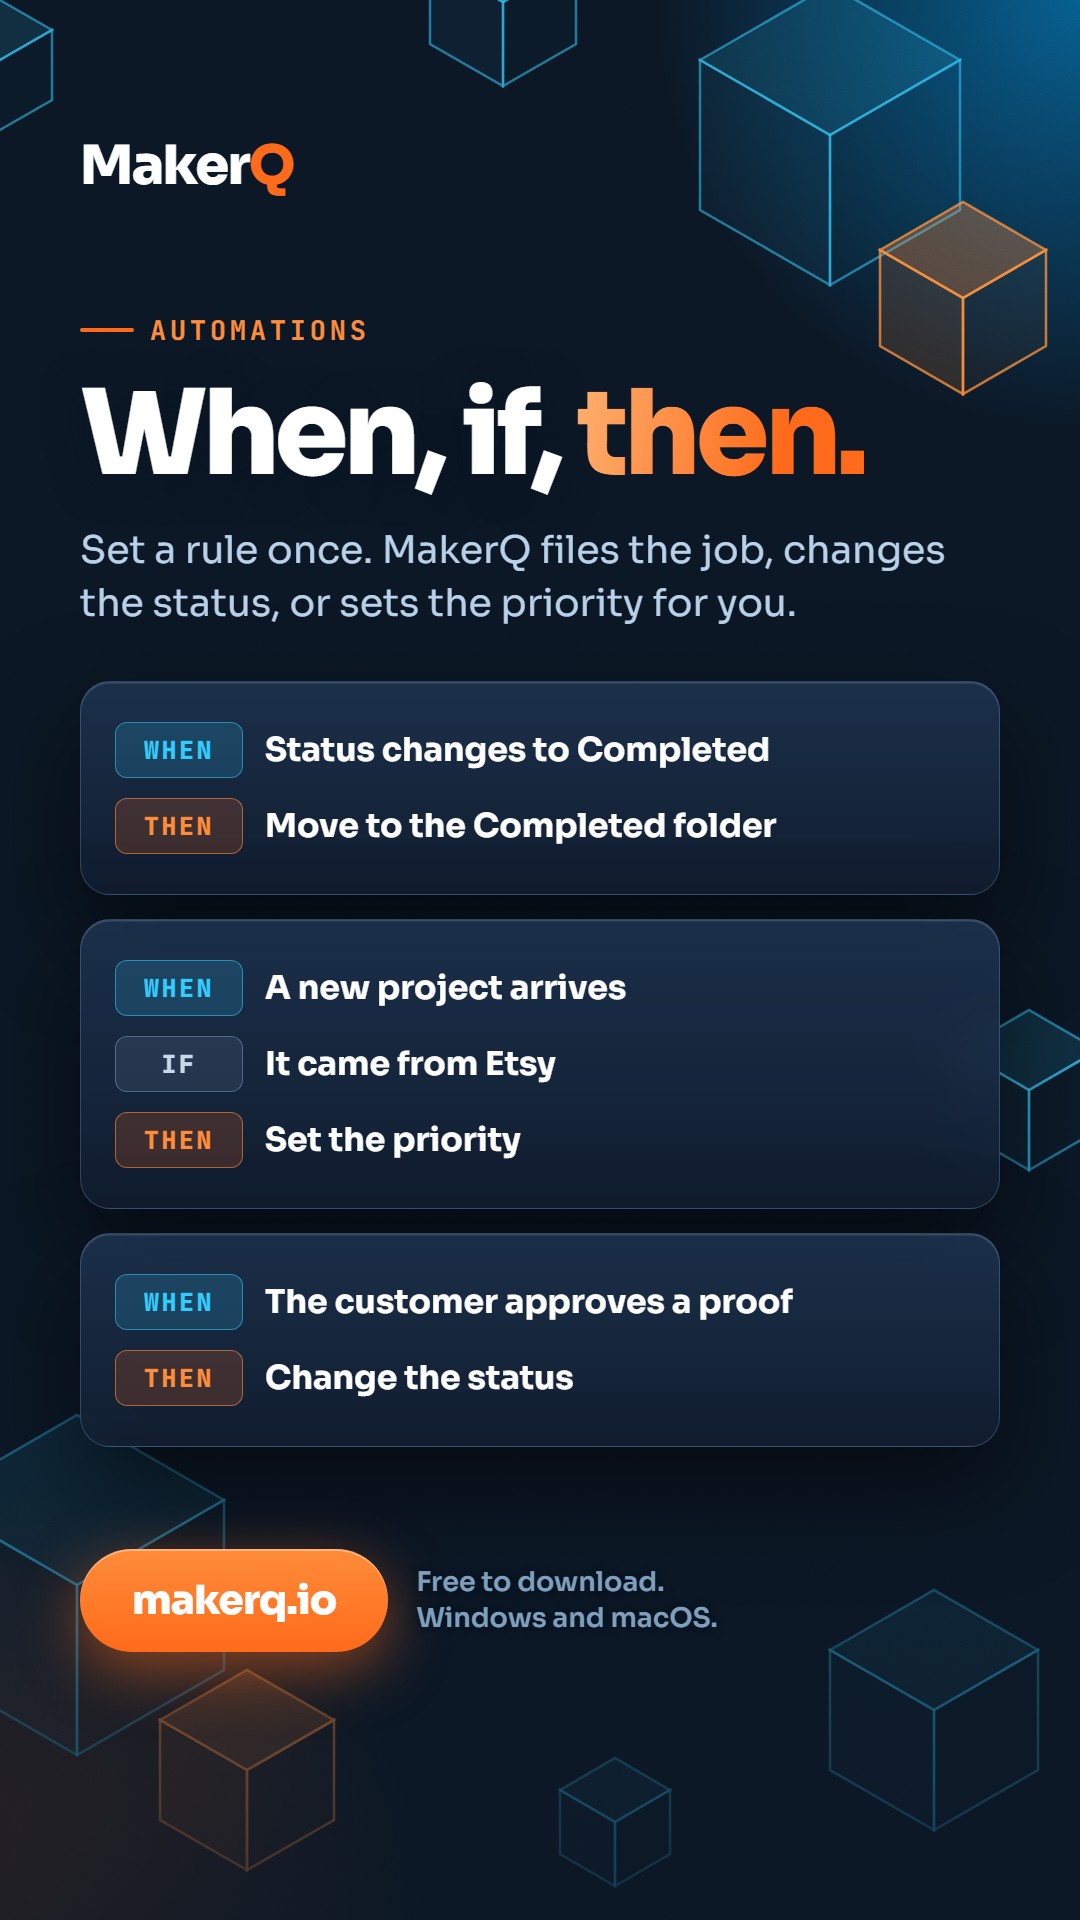 MakerQ
AUTOMATIONS
When, if, then.
Set a rule once. MakerQ files the job, changes
the status, or sets the priority for you.
WHEN Status changes to Completed
THEN Move to the Completed folder
WHEN A new project arrives
IF It came from Etsy
THEN Set the priority
WHEN The customer approves a proof
THEN Change the status
makerq.io
Free to download.
Windows and macOS.